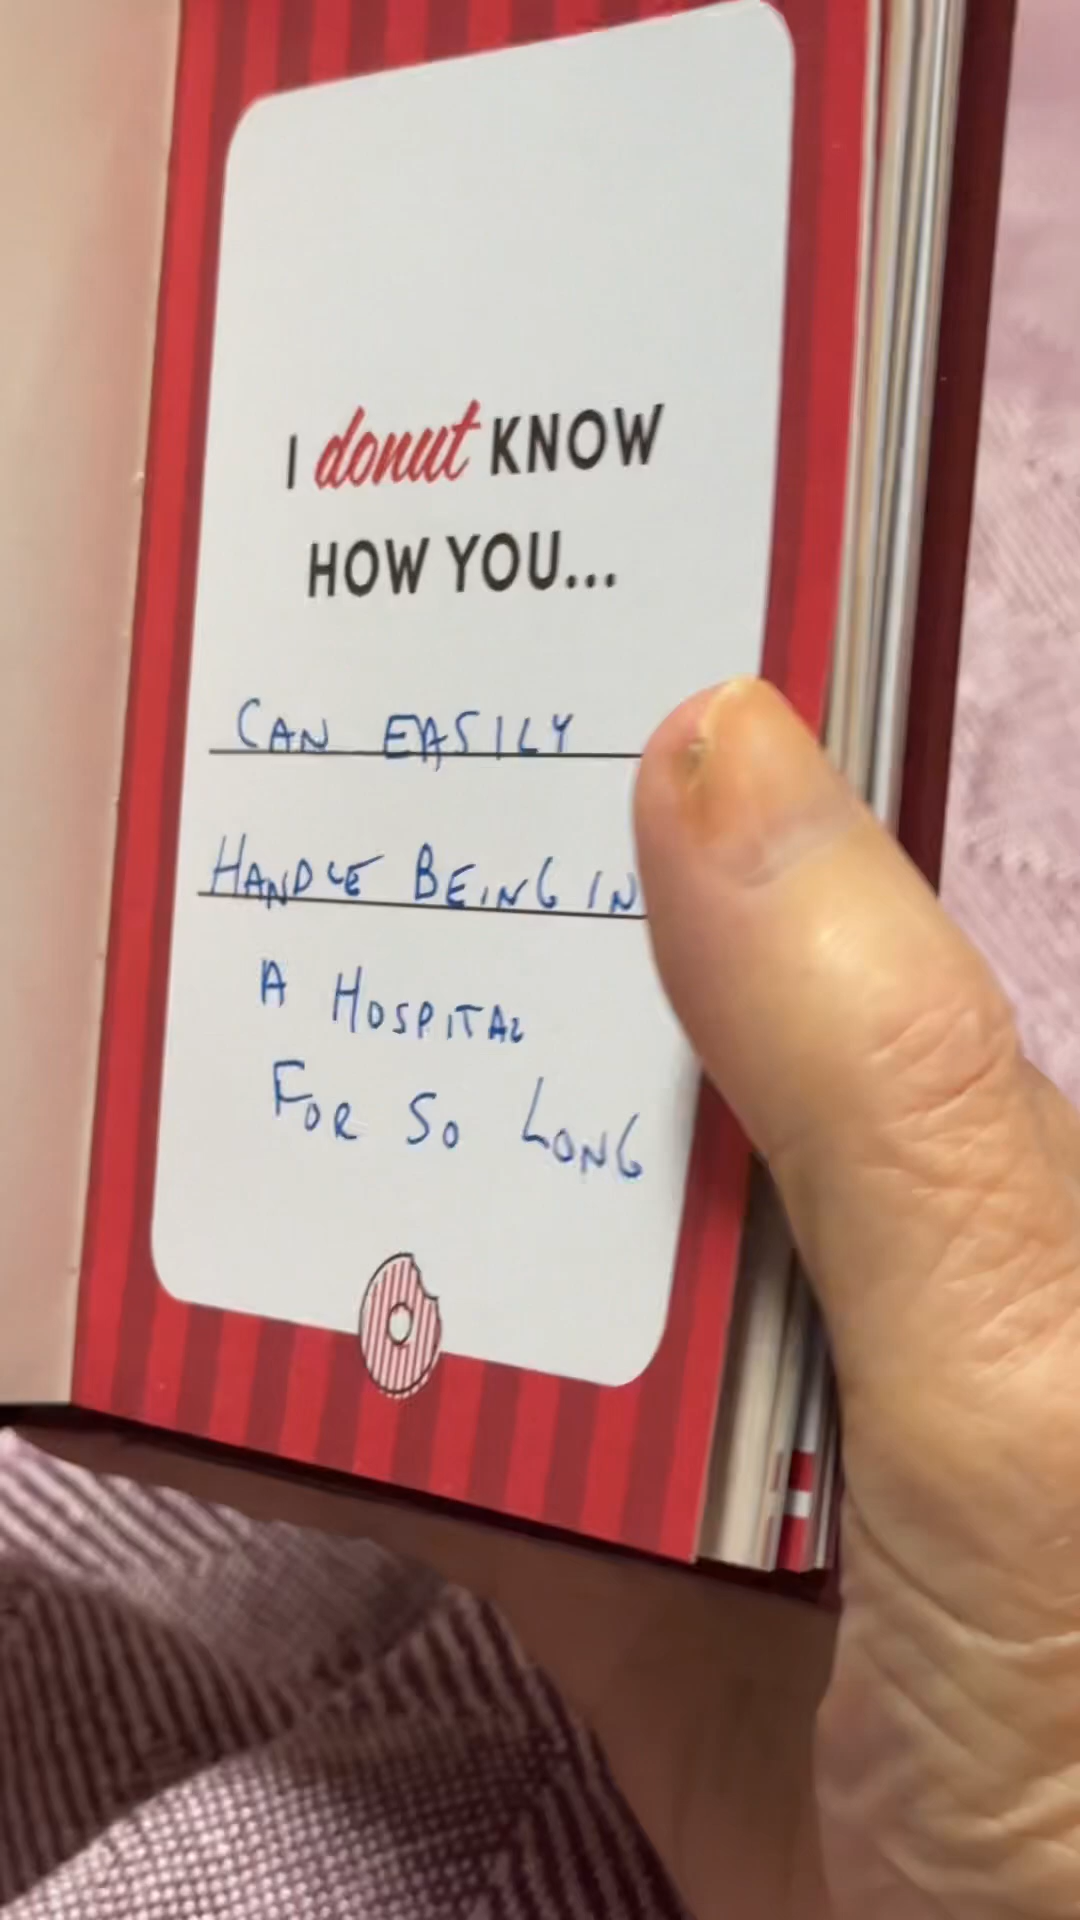 I donut KNOW
HOW YOU...
CAN EASILY
HANDLE BEING IN
A HOSPITAL
FOR SO LONG